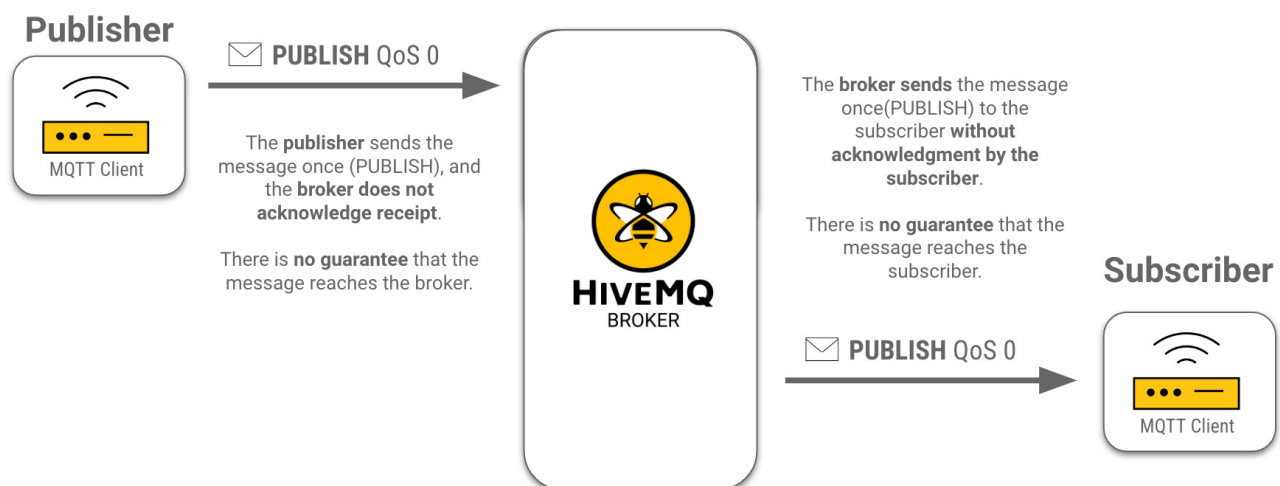 Publisher
MQTT Client
PUBLISH QoS 0
The publisher sends the
message once (PUBLISH), and
the broker does not
acknowledge receipt.
There is no guarantee that the
message reaches the broker.
HIVEMQ
BROKER
The broker sends the message
once(PUBLISH) to the
subscriber without
acknowledgment by the
subscriber.
There is no guarantee that the
message reaches the
subscriber.
PUBLISH QoS 0
Subscriber
MQTT Client